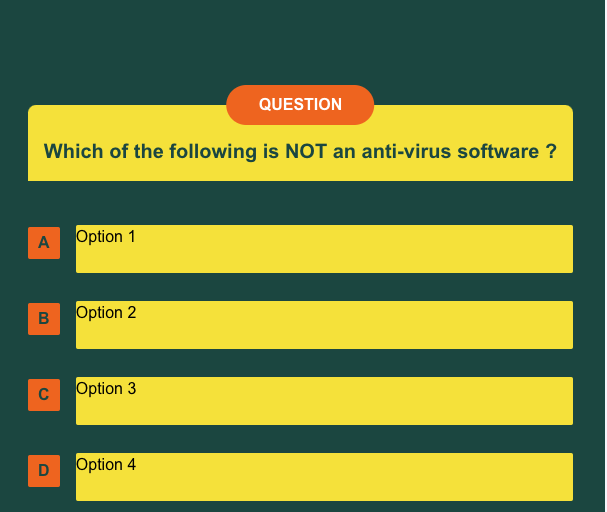 QUESTION
Which of the following is NOT an anti-virus software ?
A
Option 1
B
Option 2
C
Option 3
D
Option 4